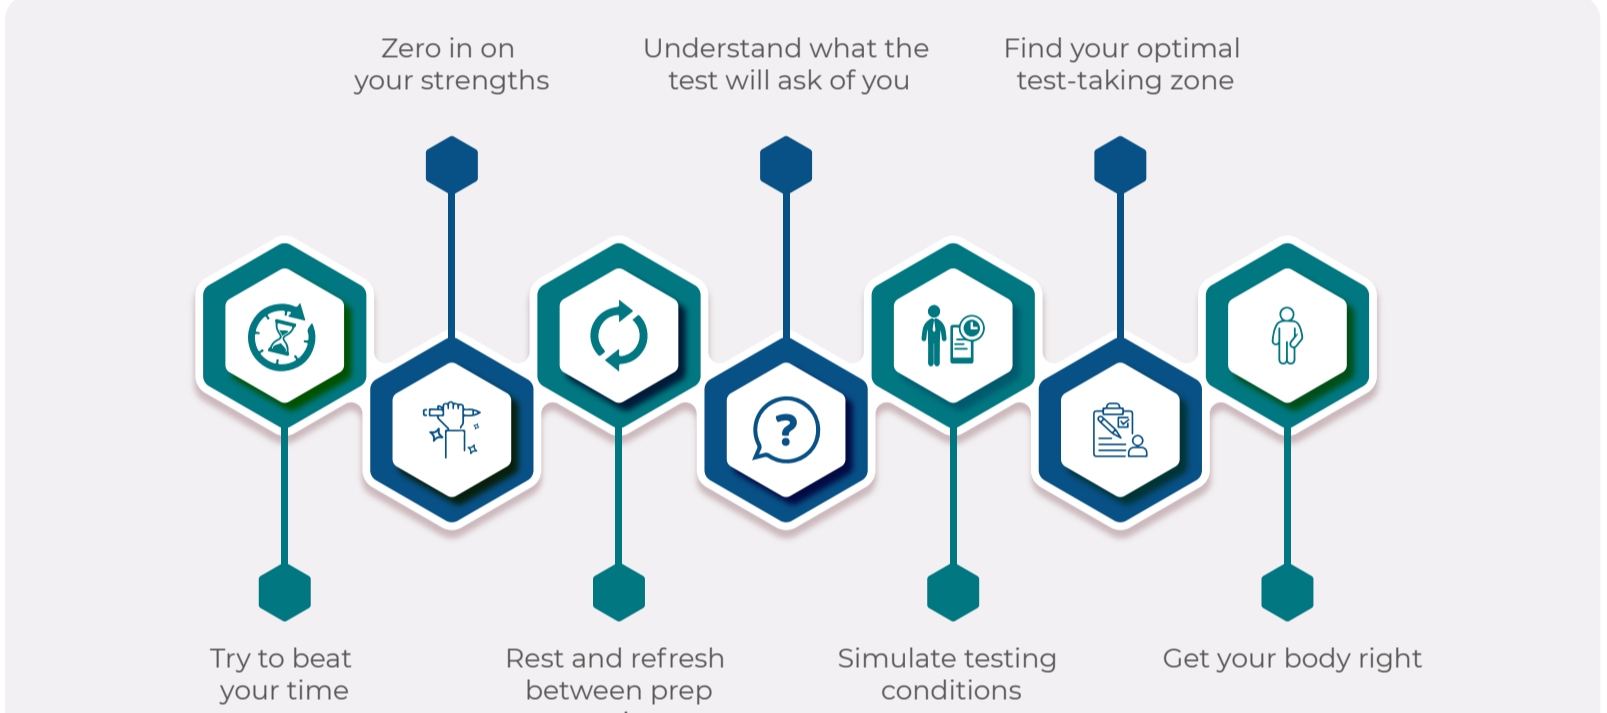 Zero in on
your strengths
Understand what the
test will ask of you
Find your optimal
test-taking zone
?
Try to beat
your time
Rest and refresh
between prep
Simulate testing
conditions
Get your body right